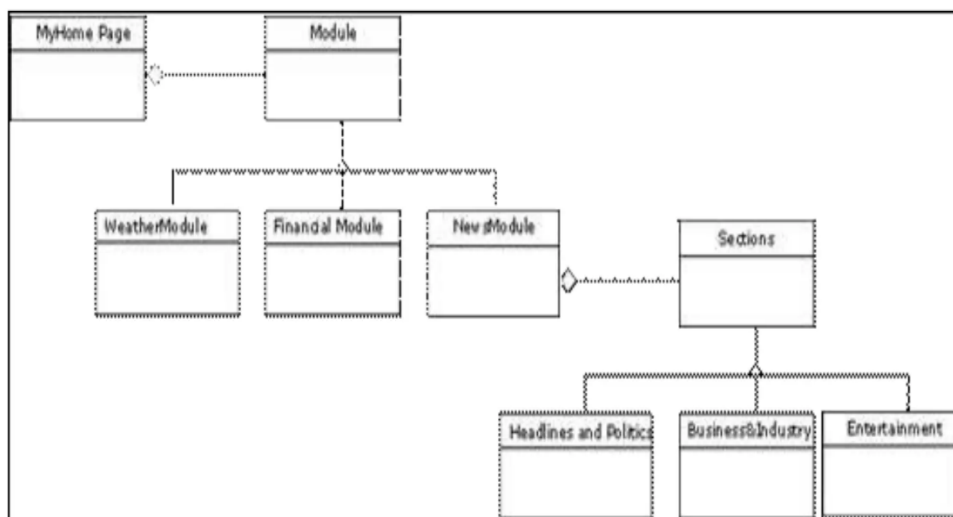 MyHome Page
Module
WeatherModule
Financial Module
NewsModule
Sections
Headlines and Politics
Business&Industry
Entertainment